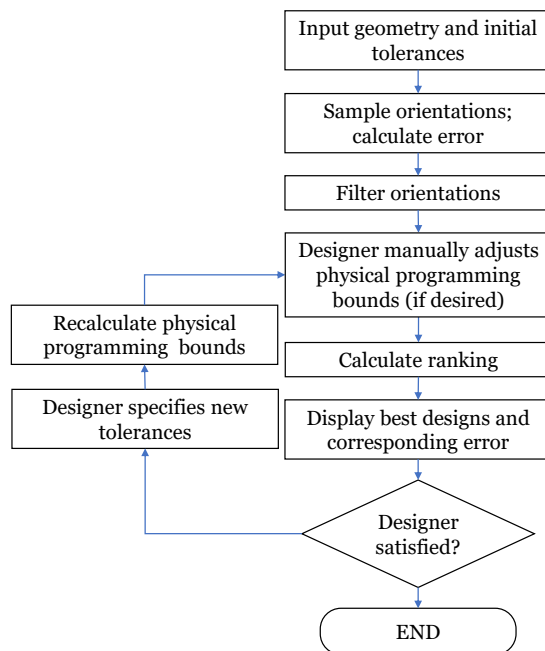 Input geometry and initial
tolerances
Sample orientations;
calculate error
Filter orientations
Designer manually adjusts
physical programming
bounds (if desired)
Recalculate physical
programming bounds
Calculate ranking
Designer specifies new
tolerances
Display best designs and
corresponding error
Designer
satisfied?
END